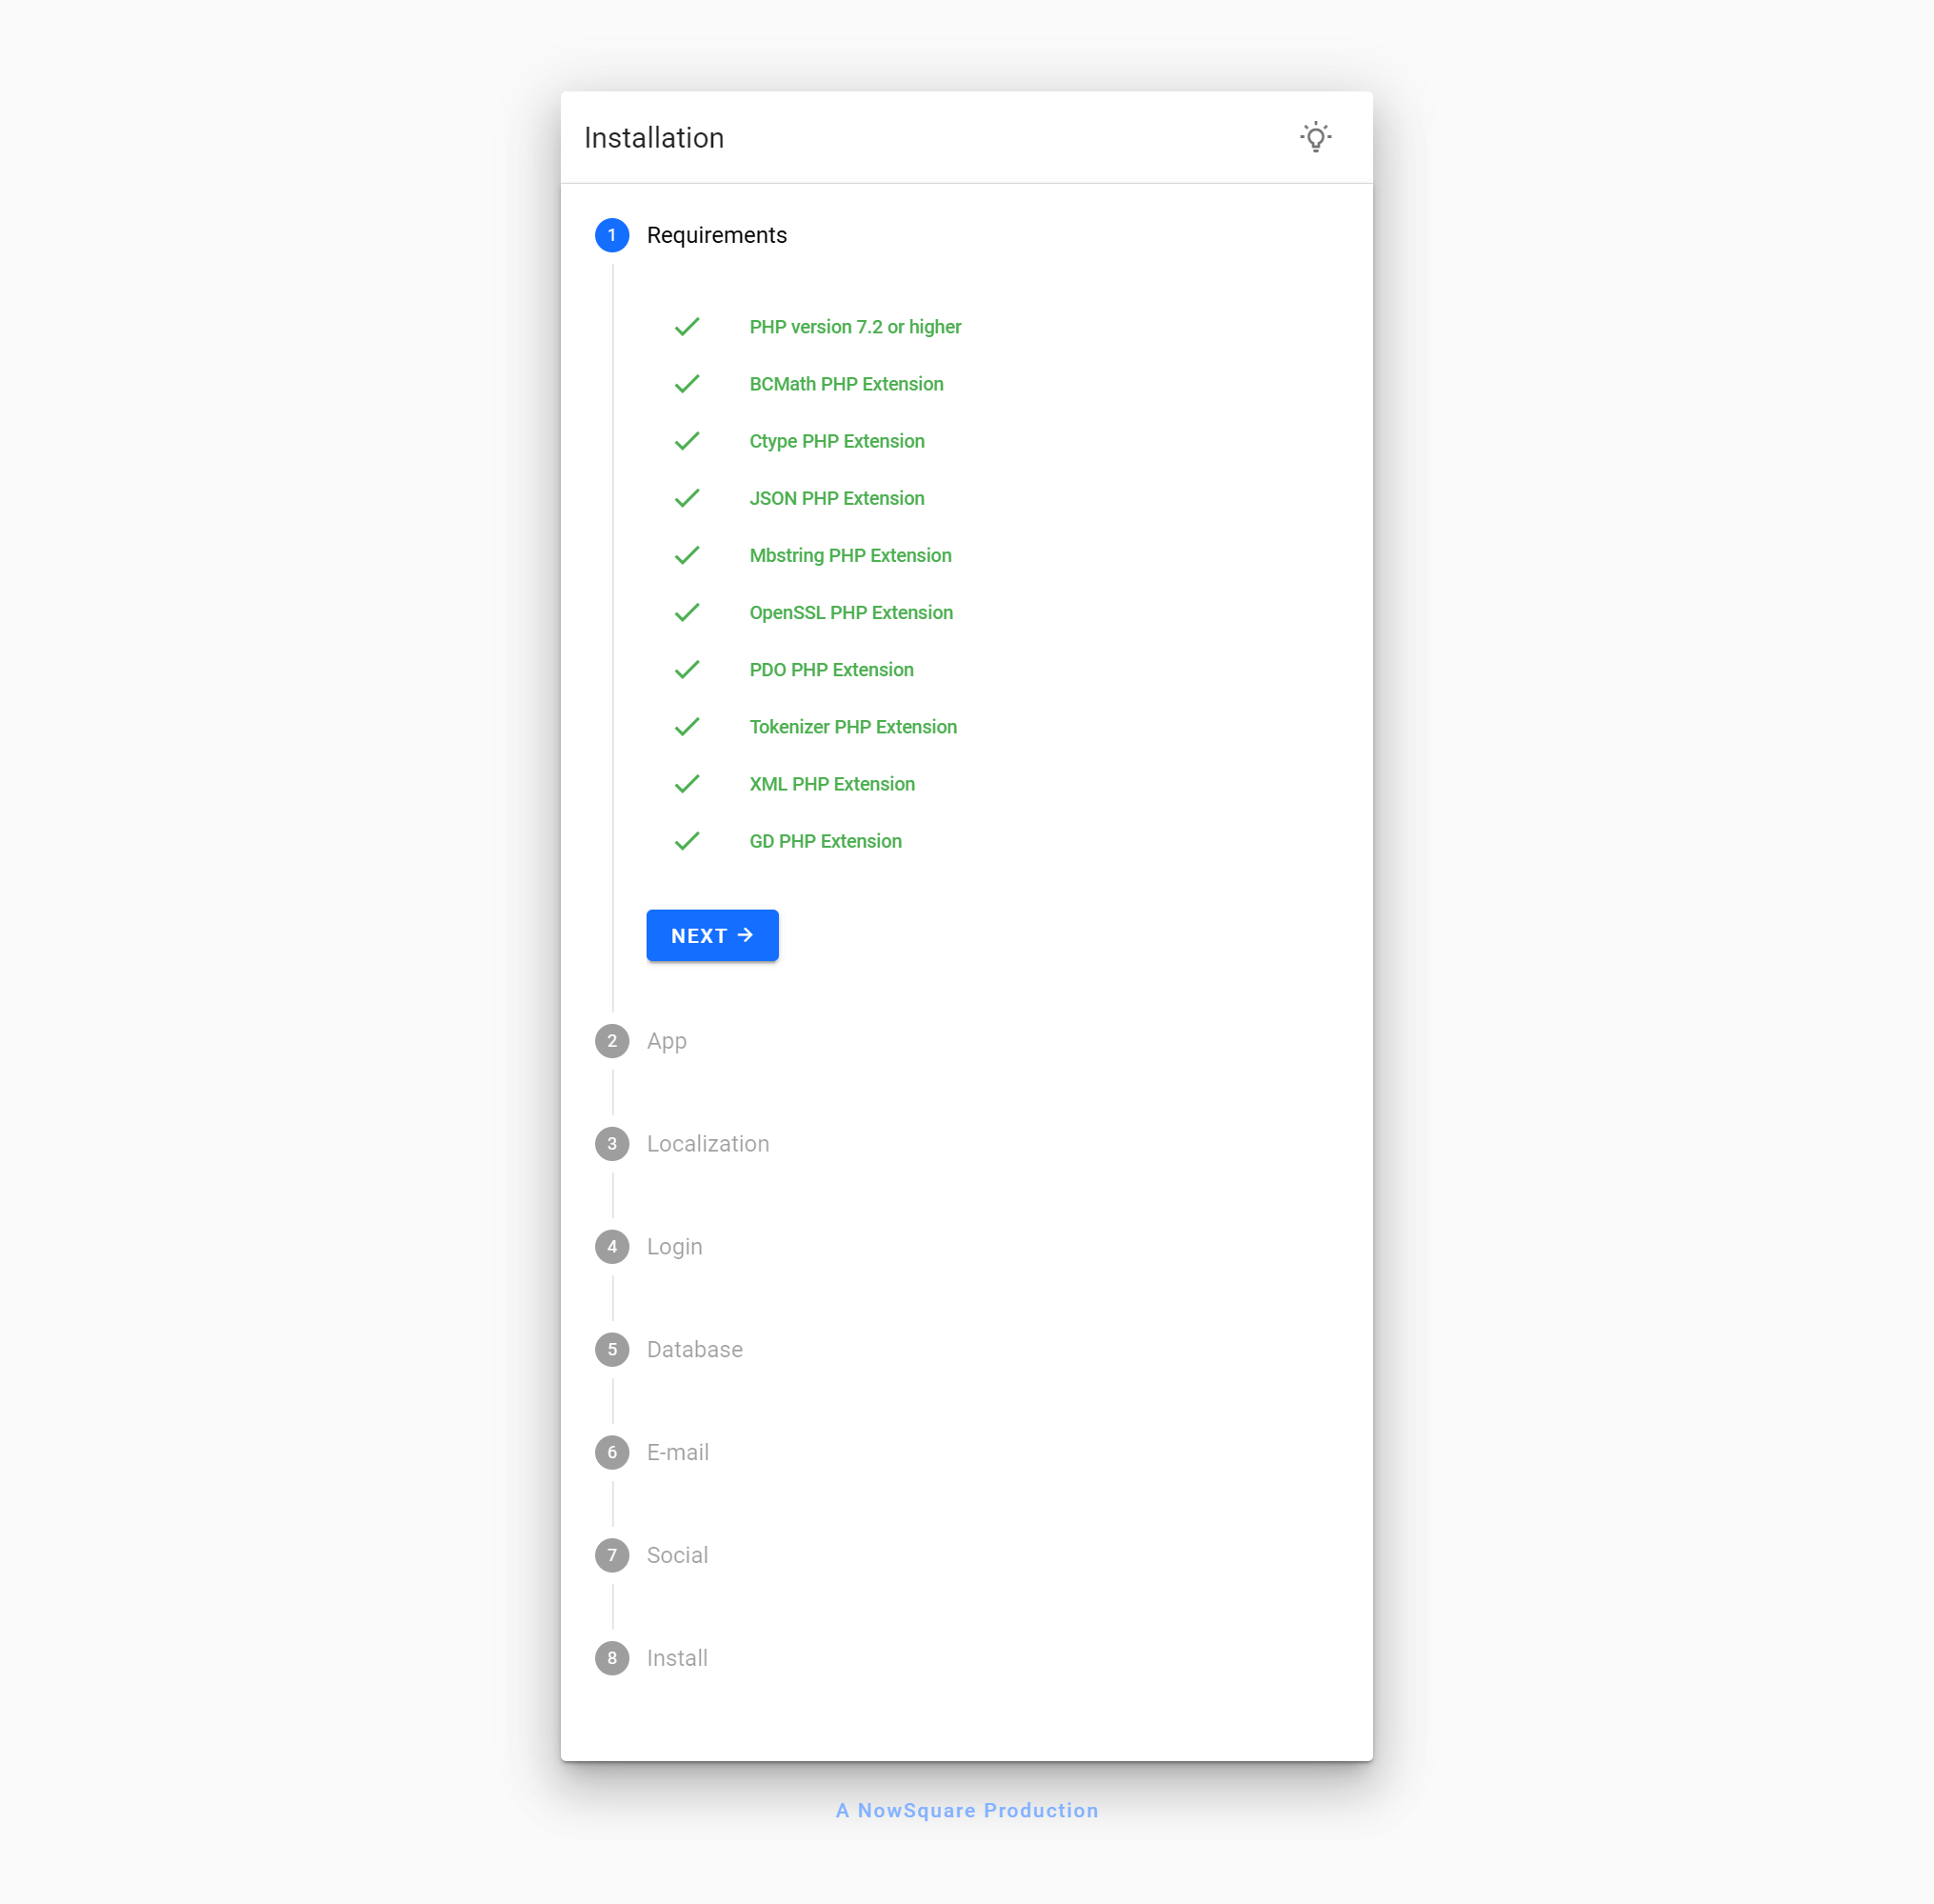 Installation
1 Requirements
PHP version 7.2 or higher
BCMath PHP Extension
Ctype PHP Extension
JSON PHP Extension
Mbstring PHP Extension
OpenSSL PHP Extension
PDO PHP Extension
Tokenizer PHP Extension
XML PHP Extension
GD PHP Extension
NEXT →
2 App
3 Localization
4 Login
5 Database
6 E-mail
7 Social
8 Install
A NowSquare Production